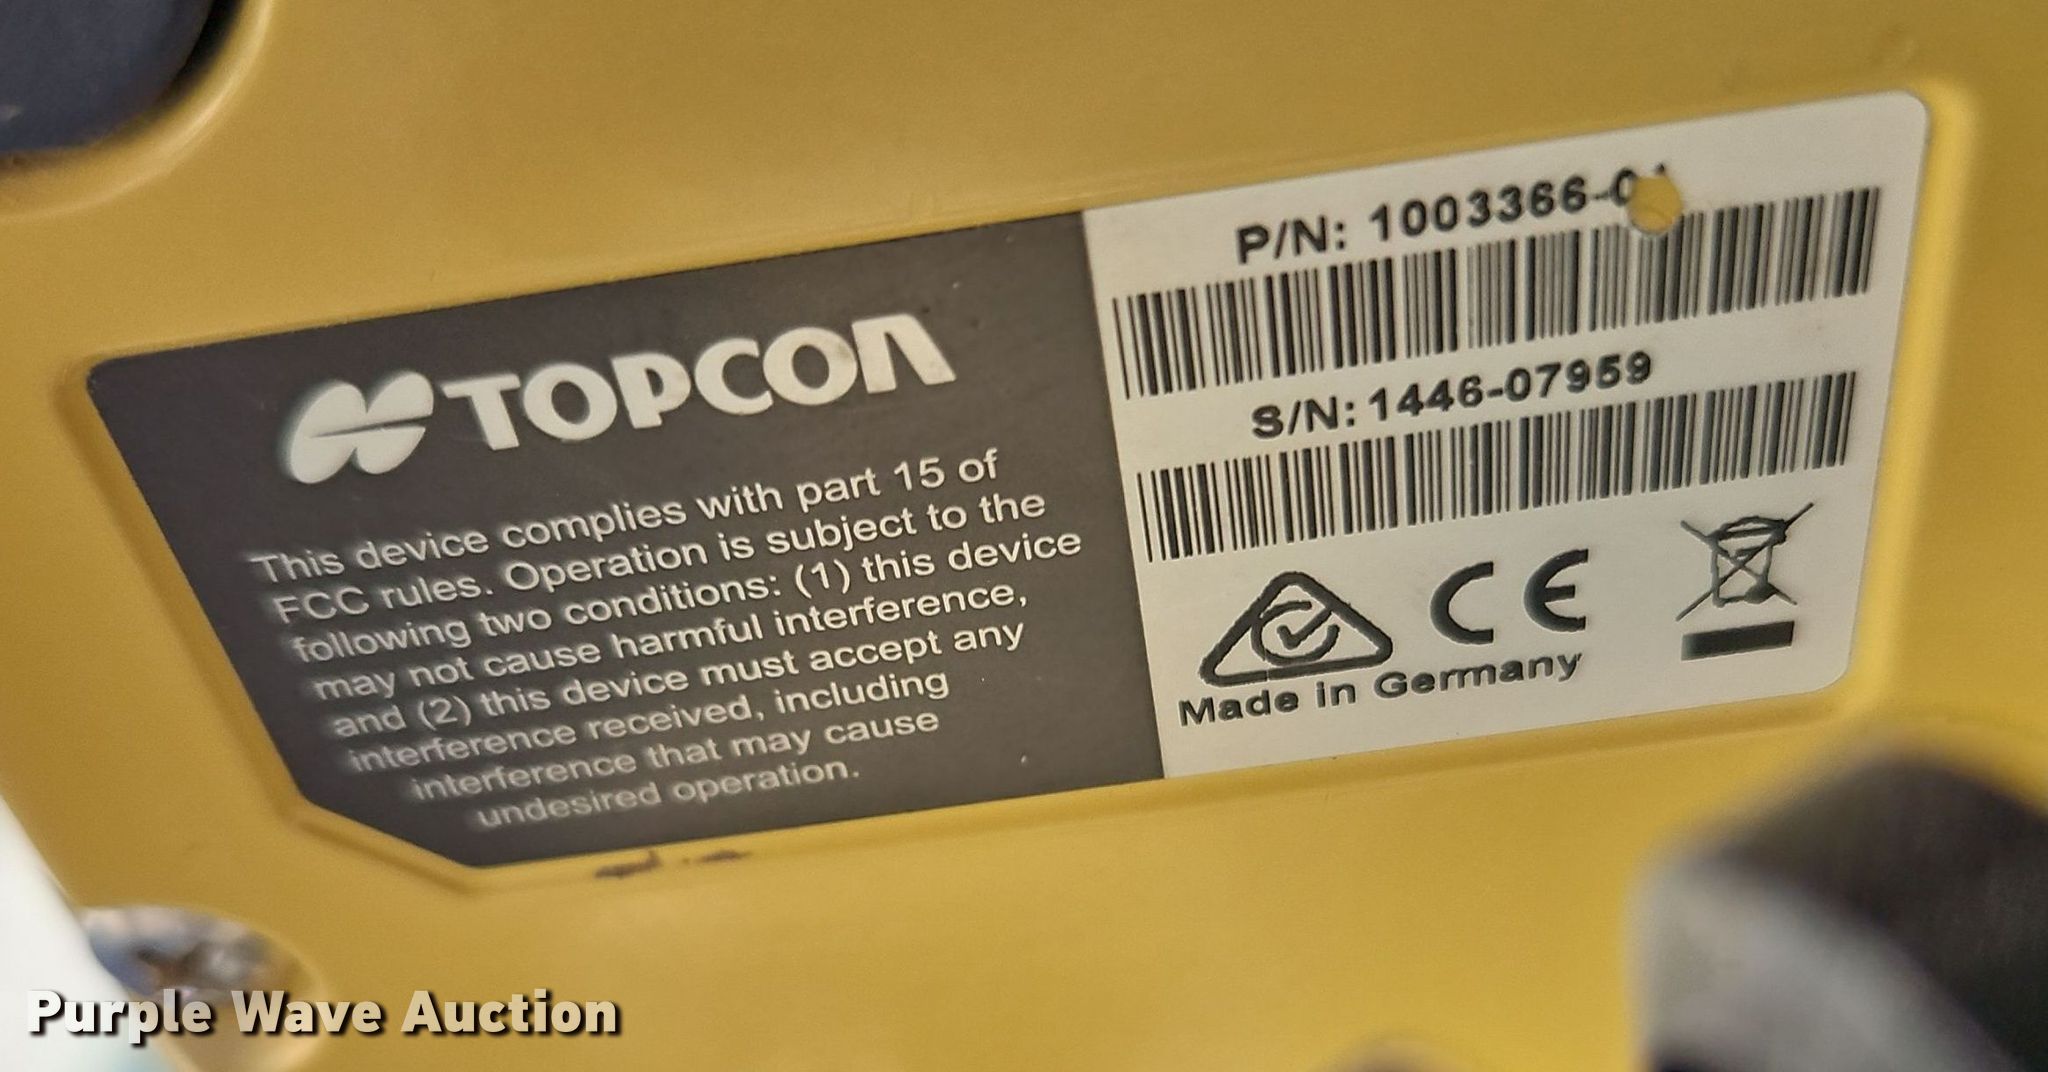 TOPCON
This device complies with part 15 of
FCC rules. Operation is subject to the
following two conditions: (1) this device
may not cause harmful interference,
and (2) this device must accept any
interference received, including
interference that may cause
undesired operation.
P/N:
S/N: 1446-07959
CE
Made in Germany
Purple Wave Auction